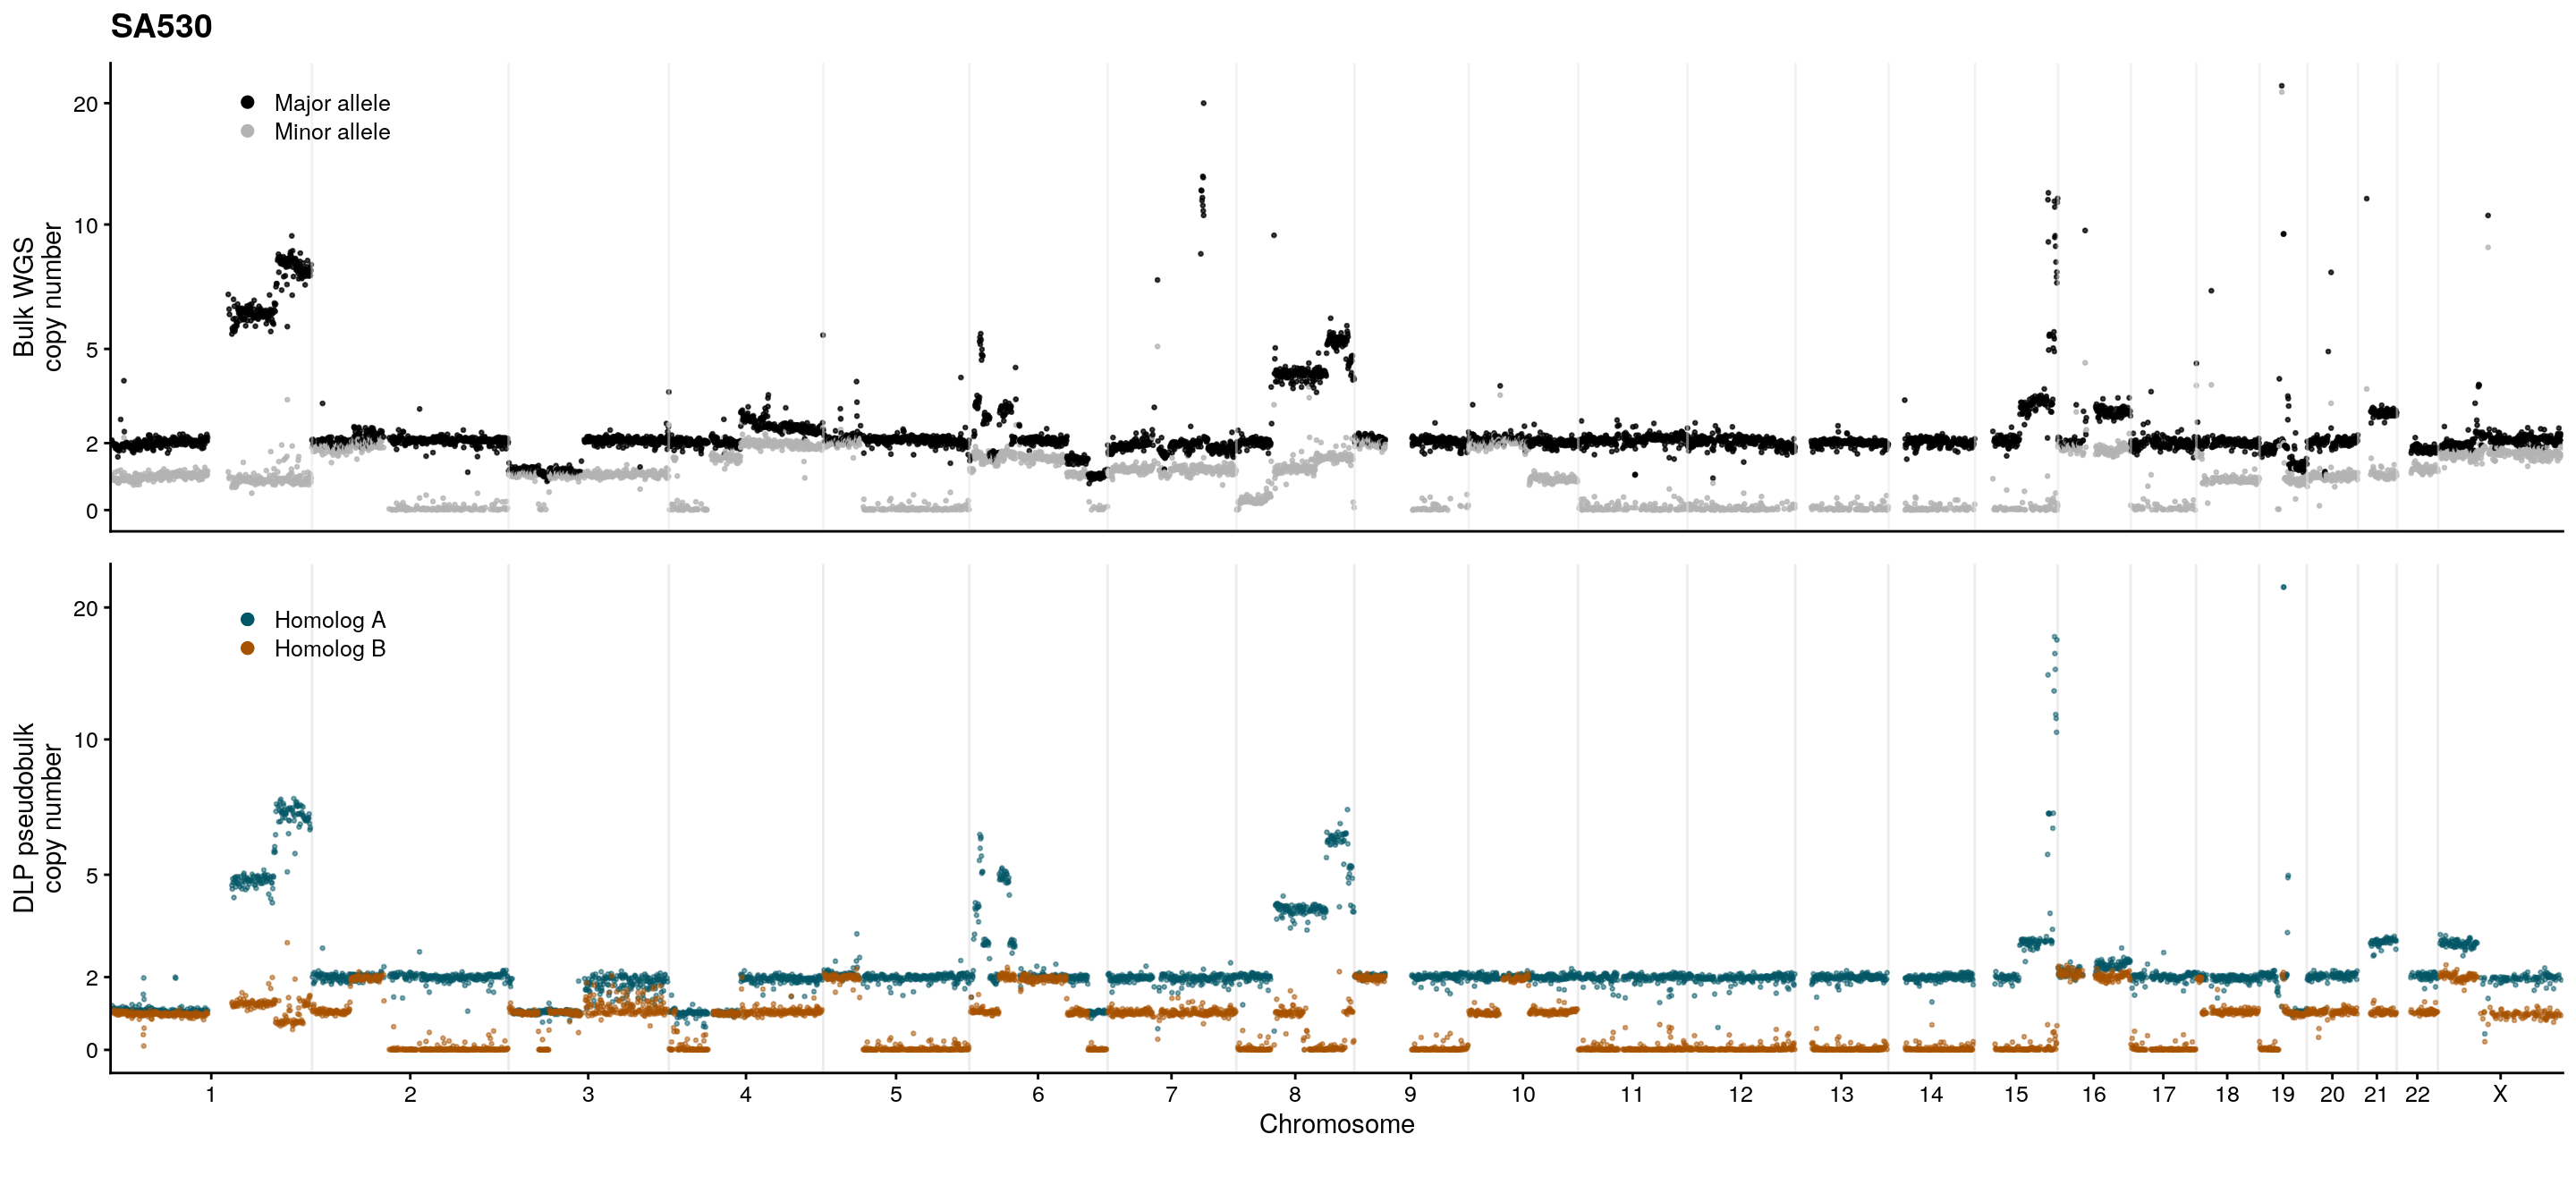 SA530
Bulk WGS
copy number
20
10
5
2
0
Major allele
Minor allele
DLP pseudobulk
copy number
20
10
5
2
0
Homolog A
Homolog B
1 2 3 4 5 6 7 8 9 10 11 12 13 14 15 16 17 18 19 20 21 22 X
Chromosome